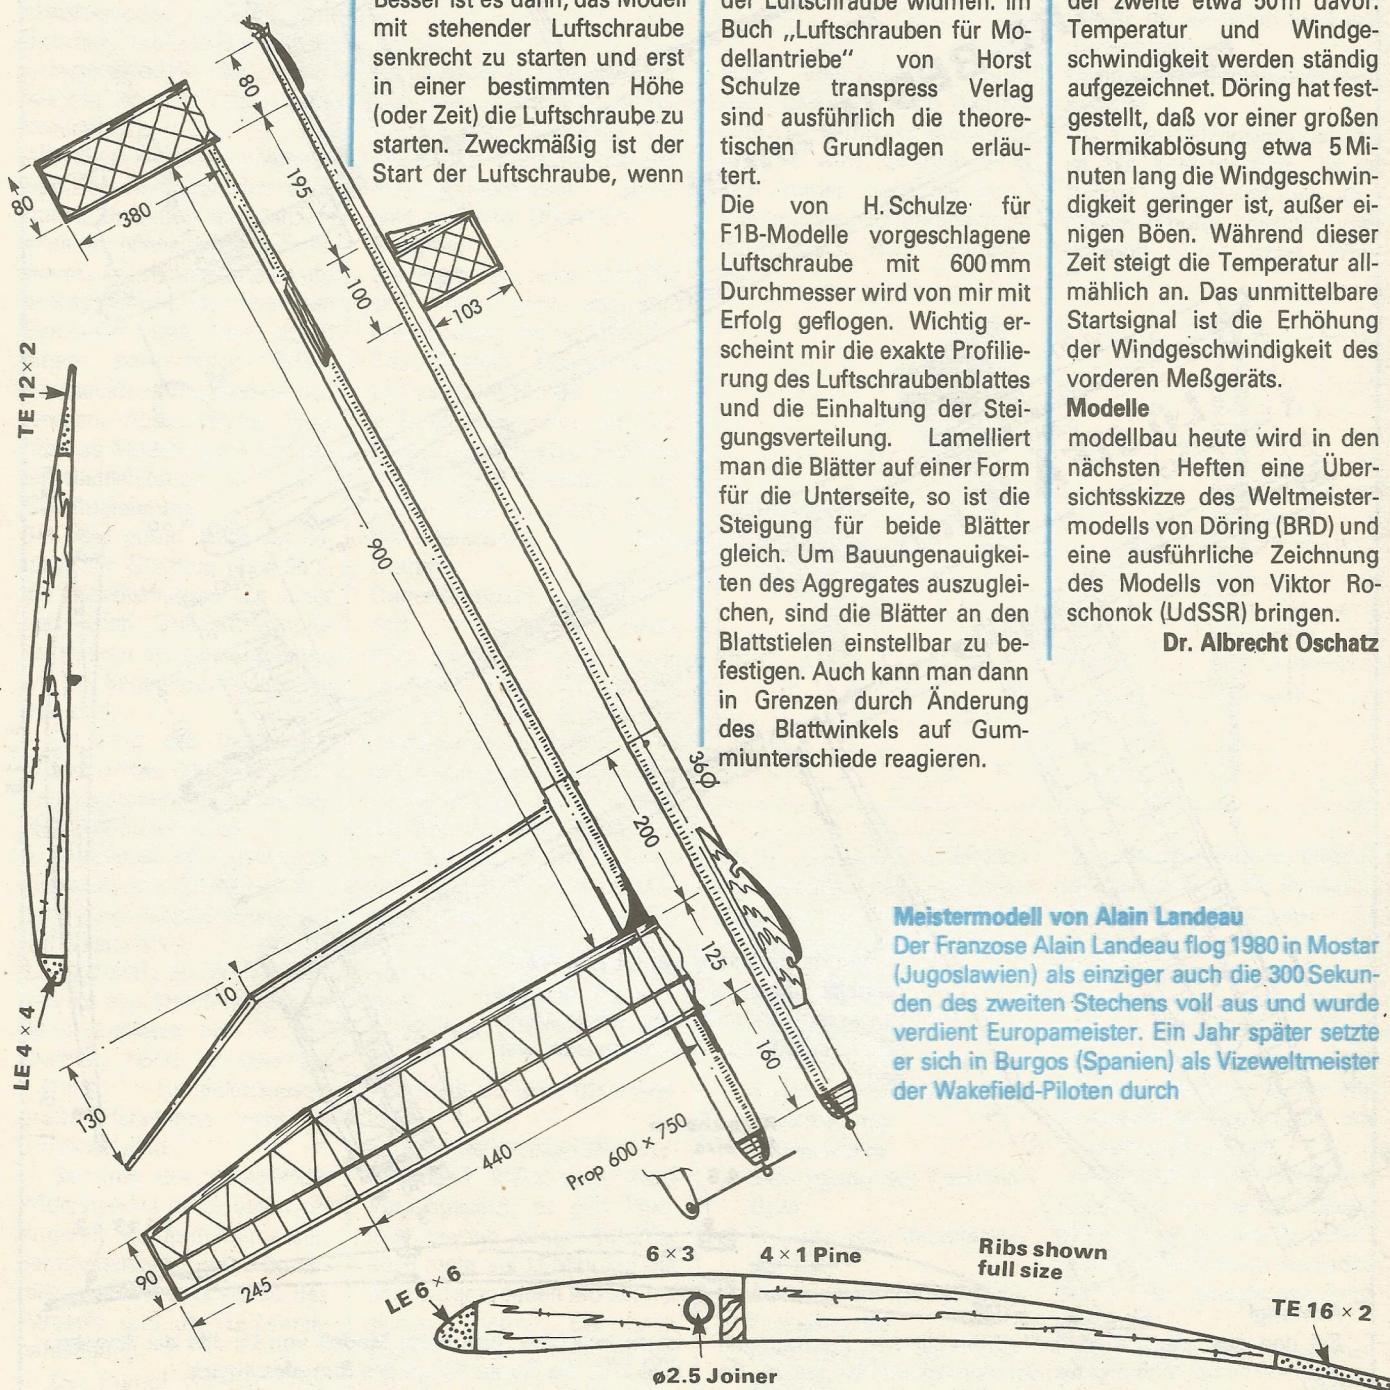 Besser ist es dann, das Modell
mit stehender Luftschraube
senkrecht zu starten und erst
in einer bestimmten Höhe
(oder Zeit) die Luftschraube zu
starten. Zweckmäßig ist der
Start der Luftschraube, wenn
der Luftschraube widmen. Im
Buch „Luftschrauben für Mo-
dellantriebe“ von Horst
Schulze transpress Verlag
sind ausführlich die theore-
tischen Grundlagen erläu-
tert.
Die von H. Schulze für
F1B-Modelle vorgeschlagene
Luftschraube mit 600 mm
Durchmesser wird von mir mit
Erfolg geflogen. Wichtig er-
scheint mir die exakte Profilie-
rung des Luftschraubenblattes
und die Einhaltung der Stei-
gungsverteilung. Lamelliert
man die Blätter auf einer Form
für die Unterseite, so ist die
Steigung für beide Blätter
gleich. Um Bauungenauigkei-
ten des Aggregates auszuglei-
chen, sind die Blätter an den
Blattstielen einstellbar zu be-
festigen. Auch kann man dann
in Grenzen durch Änderung
des Blattwinkels auf Gum-
miunterschiede reagieren.
der zweite etwa 50 m davor.
Temperatur und Windge-
schwindigkeit werden ständig
aufgezeichnet. Döring hat fest-
gestellt, daß vor einer großen
Thermikablösung etwa 5 Mi-
nuten lang die Windgeschwin-
digkeit geringer ist, außer ei-
nigen Böen. Während dieser
Zeit steigt die Temperatur all-
mählich an. Das unmittelbare
Startsignal ist die Erhöhung
der Windgeschwindigkeit des
vorderen Meßgeräts.
Modelle
modellbau heute wird in den
nächsten Heften eine Über-
sichtsskizze des Weltmeister-
modells von Döring (BRD) und
eine ausführliche Zeichnung
des Modells von Viktor Ro-
schonok (UdSSR) bringen.
Dr. Albrecht Oschatz
Meistermodell von Alain Landeau
Der Franzose Alain Landeau flog 1980 in Mostar
(Jugoslawien) als einziger auch die 300 Sekun-
den des zweiten Stechens voll aus und wurde
verdient Europameister. Ein Jahr später setzte
er sich in Burgos (Spanien) als Vizeweltmeister
der Wakefield-Piloten durch
80
380
80
195
100
103
TE 12 × 2
900
36Ø
200
125
160
LE 4 × 4
10
130
440
Prop 600 × 750
90
245
LE 6 × 6
6 × 3
4 × 1 Pine
Ribs shown
full size
TE 16 × 2
ø2.5 Joiner